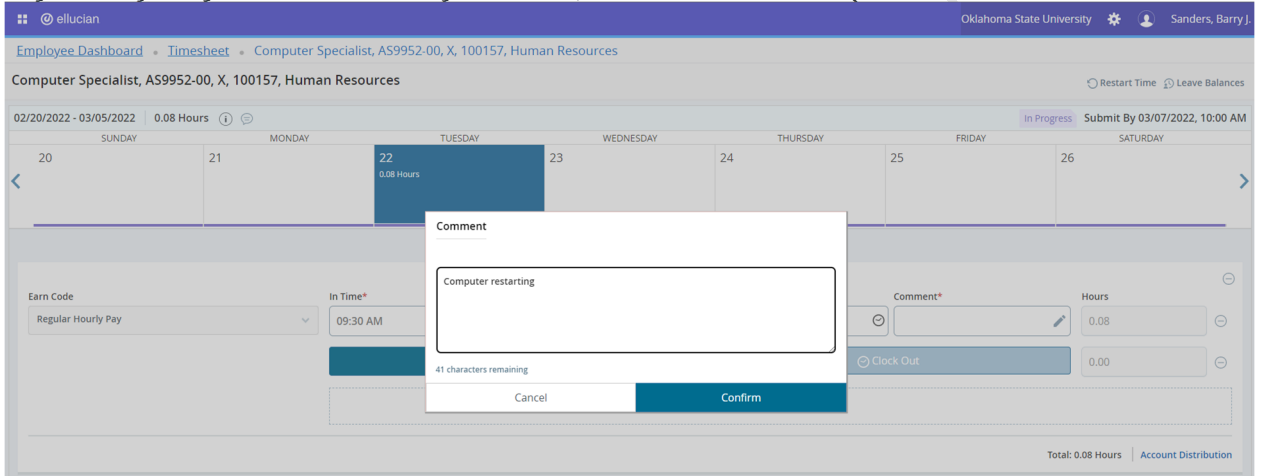 ellucian
Oklahoma State University Sanders, Barry J.
Employee Dashboard • Timesheet • Computer Specialist, AS9952-00, X, 100157, Human Resources
Computer Specialist, AS9952-00, X, 100157, Human Resources
Restart Time Leave Balances
02/20/2022 - 03/05/2022 0.08 Hours In Progress Submit By 03/07/2022, 10:00 AM
SUNDAY MONDAY TUESDAY WEDNESDAY THURSDAY FRIDAY SATURDAY
20 21 22 23 24 25 26
0.08 Hours
Comment
Computer restarting
41 characters remaining
Cancel Confirm
Earn Code In Time* Comment* Hours
Regular Hourly Pay 09:30 AM 0.08
Clock Out 0.00
Total: 0.08 Hours Account Distribution